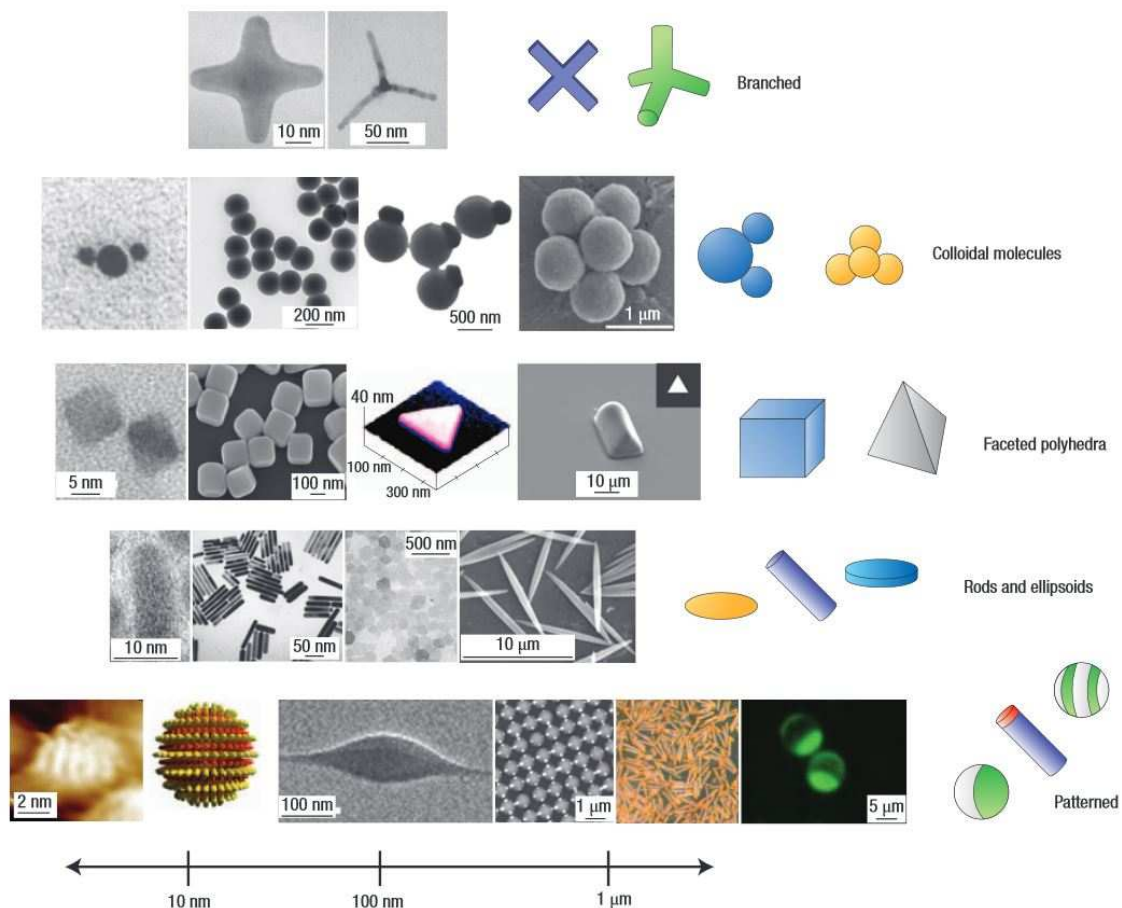 10 nm
50 nm
Branched
200 nm
500 nm
1 μm
Colloidal molecules
5 nm
100 nm
40 nm
100 nm
300 nm
10 μm
Faceted polyhedra
10 nm
50 nm
500 nm
10 μm
Rods and ellipsoids
2 nm
100 nm
1 μm
5 μm
Patterned
10 nm
100 nm
1 μm